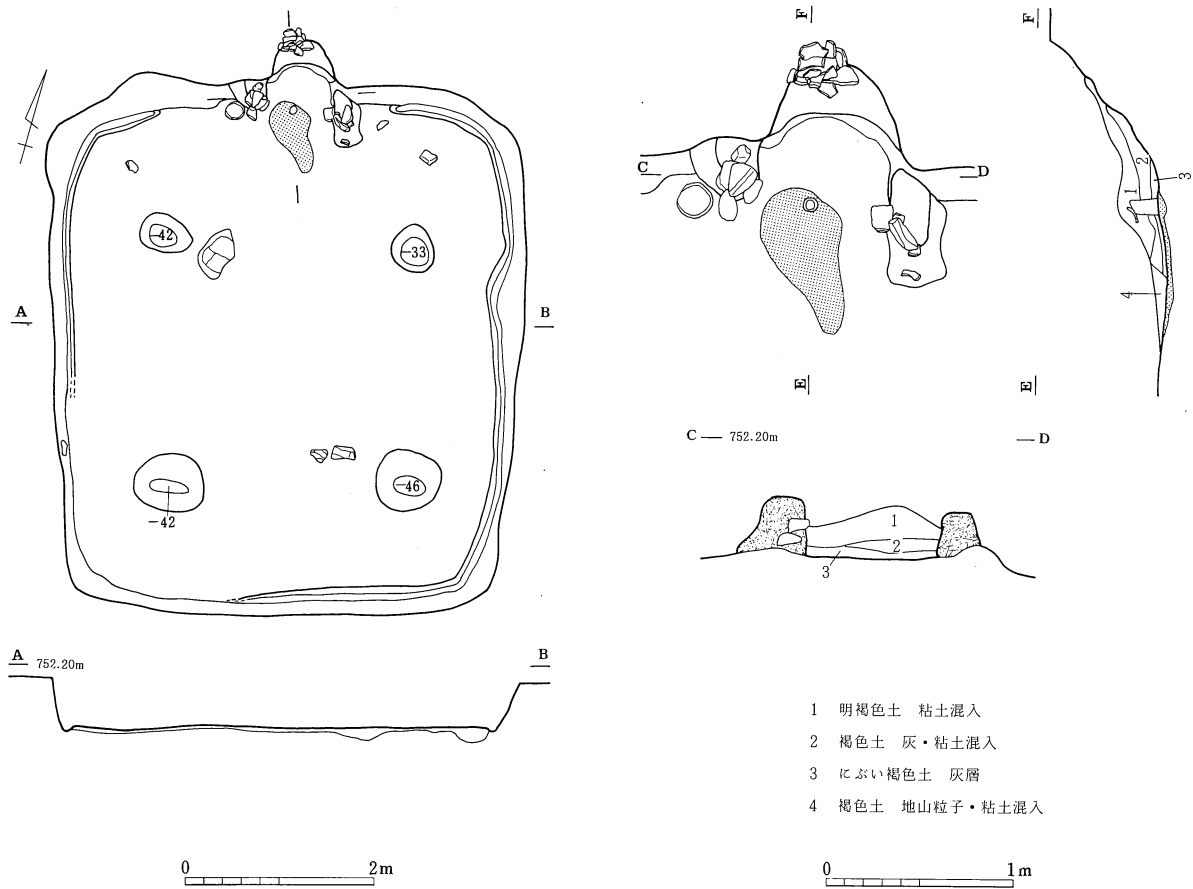 F
F
C
D
2
1
3
4
-42
-33
A
B
E
E
C 752.20m
D
-46
-42
1
2
3
A 752.20m
B
1 明褐色土 粘土混入
2 褐色土 灰・粘土混入
3 にぶい褐色土 灰層
4 褐色土 地山粒子・粘土混入
0 2m
0 1m